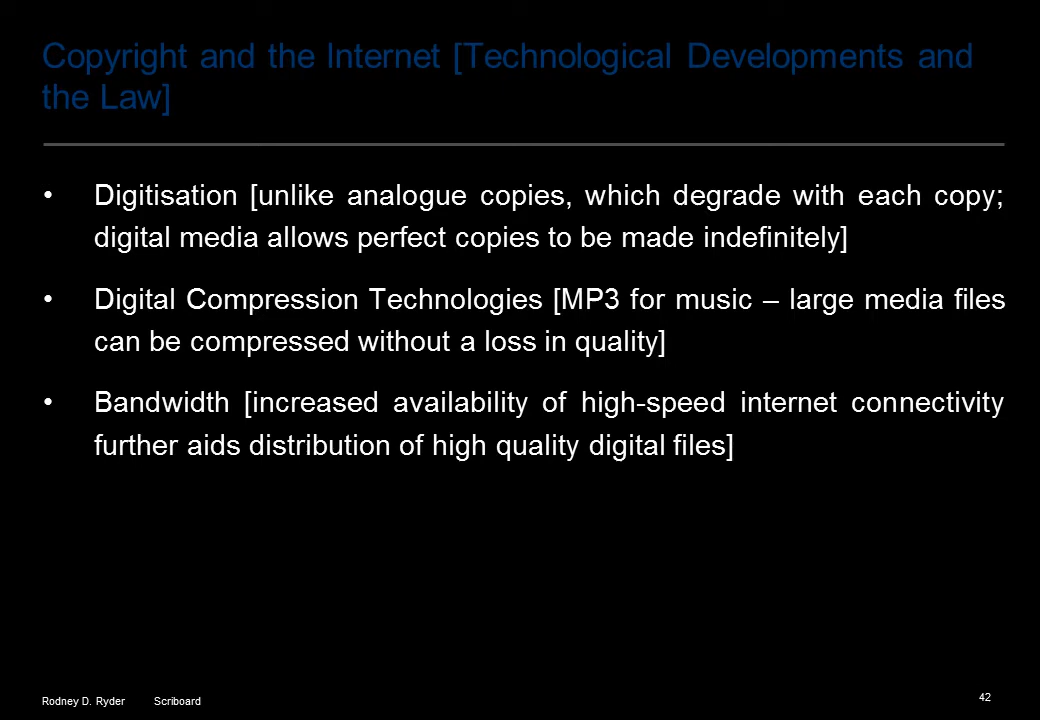 Copyright and the Internet [Technological Developments and
the Law]
• Digitisation [unlike analogue copies, which degrade with each copy;
digital media allows perfect copies to be made indefinitely]
• Digital Compression Technologies [MP3 for music – large media files
can be compressed without a loss in quality]
• Bandwidth [increased availability of high-speed internet connectivity
further aids distribution of high quality digital files]
Rodney D. Ryder Scriboard
42